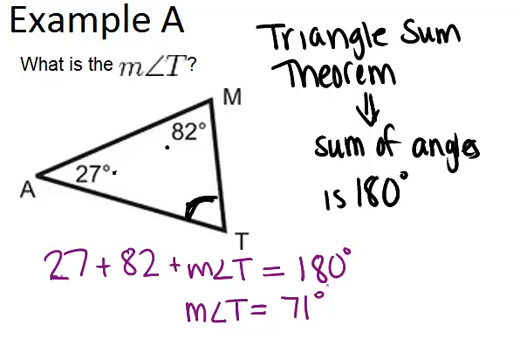 Example A
What is the m∠T?
Triangle Sum
Theorem
⇓
sum of angles
is 180°
M
82°
27°
A
T
27 + 82 + m∠T = 180°
m∠T = 71°